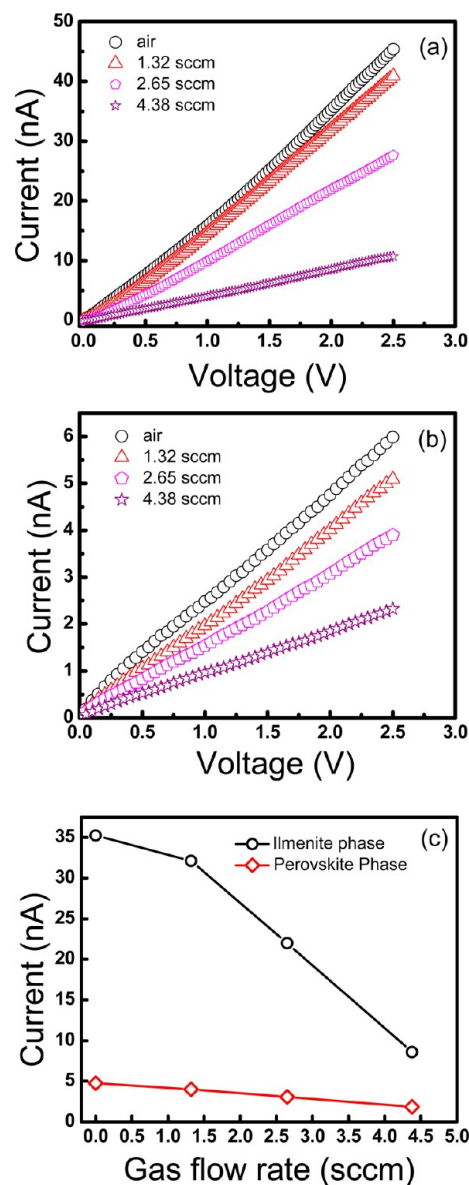 50
40
30
20
10
0
Current (nA)
air
1.32 sccm
2.65 sccm
4.38 sccm
(a)
0.5 1.0 1.5 2.0 2.5 3.0
Voltage (V)
6
5
4
3
2
1
0
Current (nA)
air
1.32 sccm
2.65 sccm
4.38 sccm
(b)
0.5 1.0 1.5 2.0 2.5 3.0
Voltage (V)
35
30
25
20
15
10
5
0
Current (nA)
Ilmenite phase
Perovskite Phase
(c)
0.0 0.5 1.0 1.5 2.0 2.5 3.0 3.5 4.0 4.5 5.0
Gas flow rate (sccm)